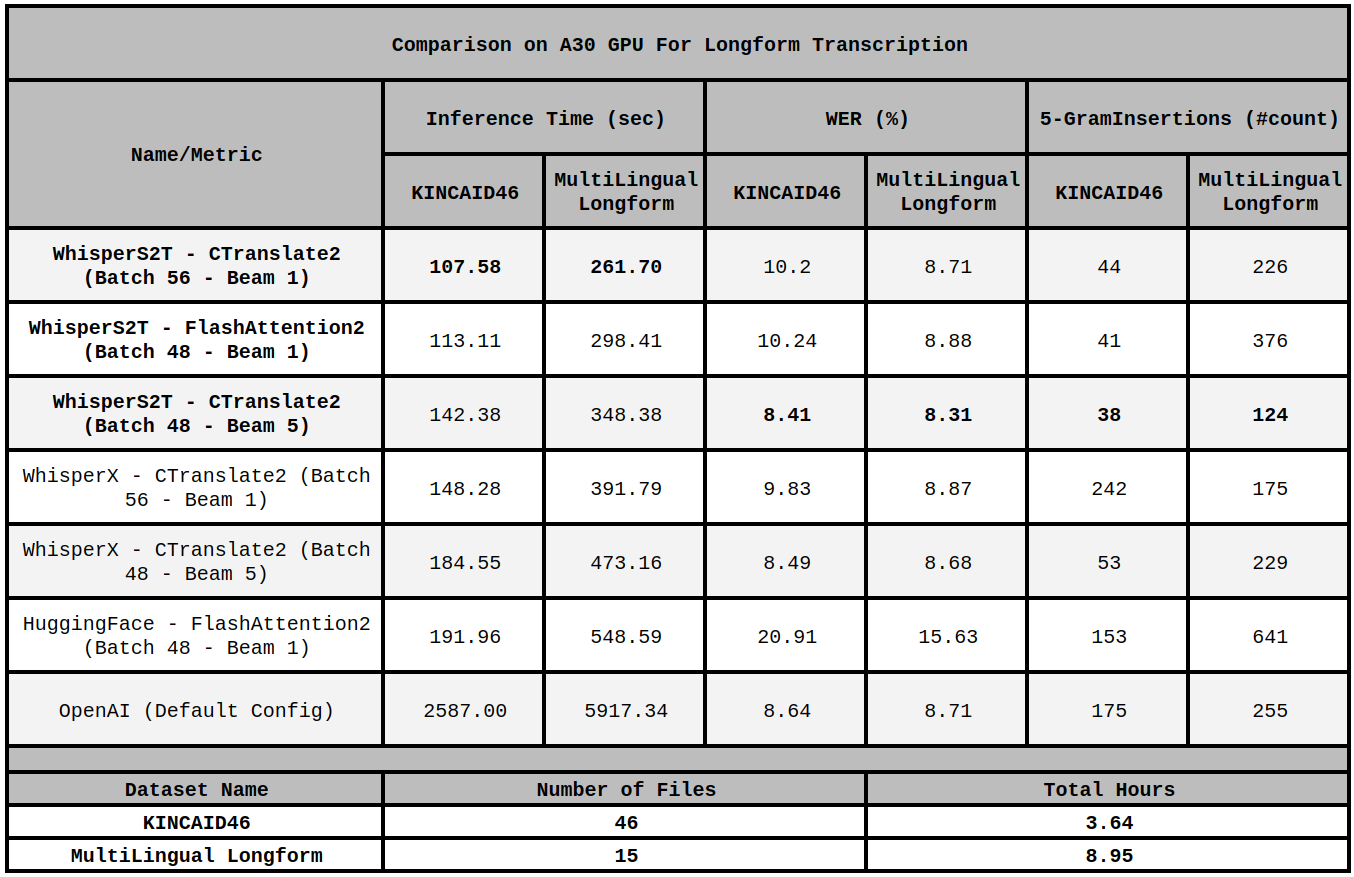 Comparison on A30 GPU For Longform Transcription
Name/Metric
Inference Time (sec)
WER (%)
5-GramInsertions (#count)
KINCAID46
MultiLingual
Longform
KINCAID46
MultiLingual
Longform
KINCAID46
MultiLingual
Longform
WhisperS2T - CTranslate2
(Batch 56 - Beam 1)
107.58
261.70
10.2
8.71
44
226
WhisperS2T - FlashAttention2
(Batch 48 - Beam 1)
113.11
298.41
10.24
8.88
41
376
WhisperS2T - CTranslate2
(Batch 48 - Beam 5)
142.38
348.38
8.41
8.31
38
124
WhisperX - CTranslate2 (Batch
56 - Beam 1)
148.28
391.79
9.83
8.87
242
175
WhisperX - CTranslate2 (Batch
48 - Beam 5)
184.55
473.16
8.49
8.68
53
229
HuggingFace - FlashAttention2
(Batch 48 - Beam 1)
191.96
548.59
20.91
15.63
153
641
OpenAI (Default Config)
2587.00
5917.34
8.64
8.71
175
255
Dataset Name
Number of Files
Total Hours
KINCAID46
46
3.64
MultiLingual Longform
15
8.95